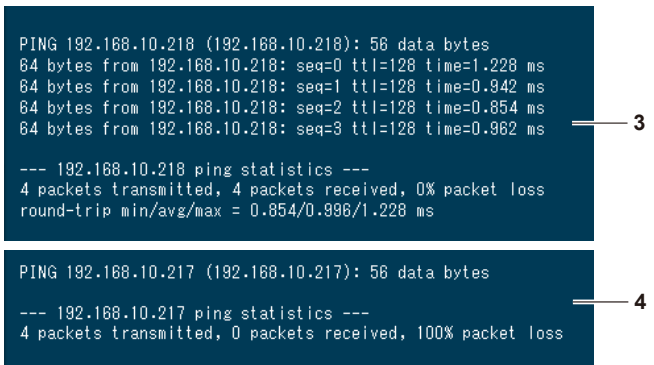 PING 192.168.10.218 (192.168.10.218): 56 data bytes
64 bytes from 192.168.10.218: seq=0 ttl=128 time=1.228 ms
64 bytes from 192.168.10.218: seq=1 ttl=128 time=0.942 ms
64 bytes from 192.168.10.218: seq=2 ttl=128 time=0.854 ms
64 bytes from 192.168.10.218: seq=3 ttl=128 time=0.962 ms
3
--- 192.168.10.218 ping statistics ---
4 packets transmitted, 4 packets received, 0% packet loss
round-trip min/avg/max = 0.854/0.996/1.228 ms
PING 192.168.10.217 (192.168.10.217): 56 data bytes
4
--- 192.168.10.217 ping statistics ---
4 packets transmitted, 0 packets received, 100% packet loss